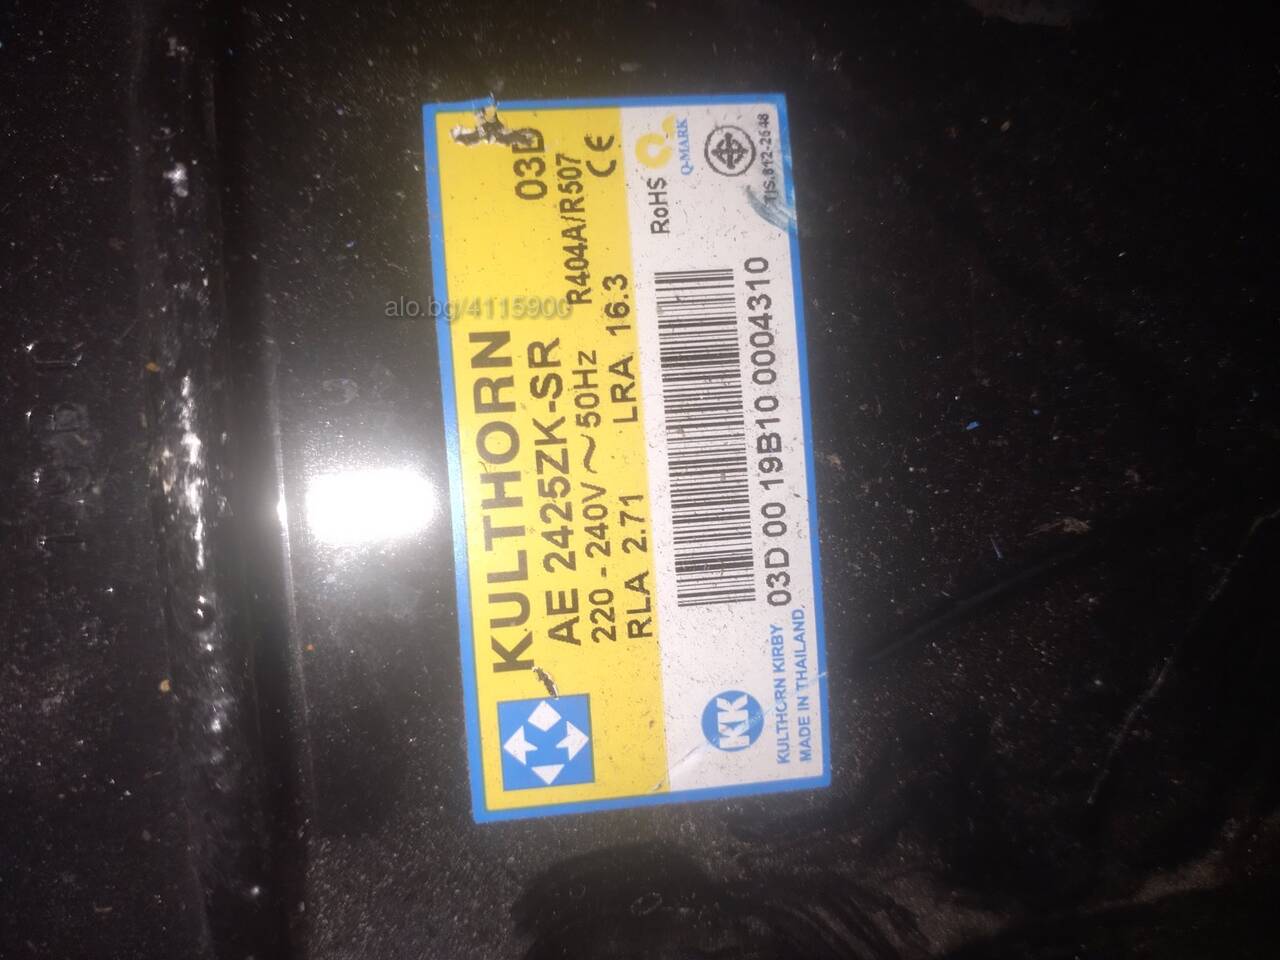 KULTHORN
AE 2425ZK-SR 03D
220 - 240V ~ 50Hz R404A/R507
RLA 2.71 LRA 16.3 CE
RoHS
Q-MARK
03D 00 19B10 0004310
TIS.812-2548
KK
KULTHORN KIRBY
MADE IN THAILAND.
alo.bg/4115900